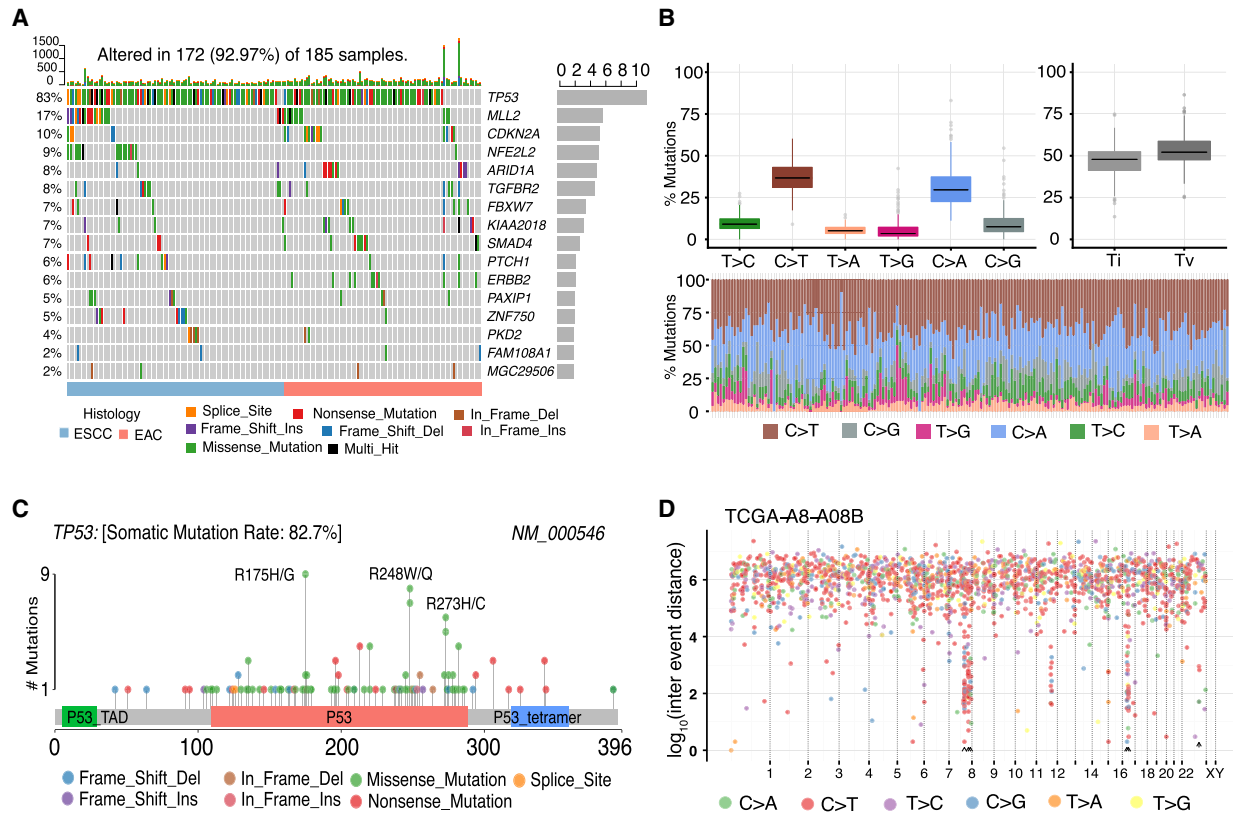 A
Altered in 172 (92.97%) of 185 samples.
1500
1000
500
0
0 2 4 6 8 10
83% TP53
17% MLL2
10% CDKN2A
9% NFE2L2
8% ARID1A
8% TGFBR2
7% FBXW7
7% KIAA2018
7% SMAD4
6% PTCH1
6% ERBB2
5% PAXIP1
5% ZNF750
4% PKD2
2% FAM108A1
2% MGC29506
Histology
ESCC EAC
Splice_Site Nonsense_Mutation In_Frame_Del
Frame_Shift_Ins Frame_Shift_Del In_Frame_Ins
Missense_Mutation Multi_Hit
B
% Mutations
100
75
50
25
0
T>C C>T T>A T>G C>A C>G
100
75
50
25
0
Ti Tv
% Mutations
100
75
50
25
0
C>T C>G T>G C>A T>C T>A
C
TP53: [Somatic Mutation Rate: 82.7%] NM_000546
# Mutations
9
1
R175H/G R248W/Q
R273H/C
P53_TAD P53 P53_tetramer
0 100 200 300 396
Frame_Shift_Del In_Frame_Del Missense_Mutation Splice_Site
Frame_Shift_Ins In_Frame_Ins Nonsense_Mutation
D
TCGA-A8-A08B
log10(inter event distance)
6
4
2
0
1 2 3 4 5 6 7 8 9 10 11 12 14 16 18 20 22 XY
C>A C>T T>C C>G T>A T>G